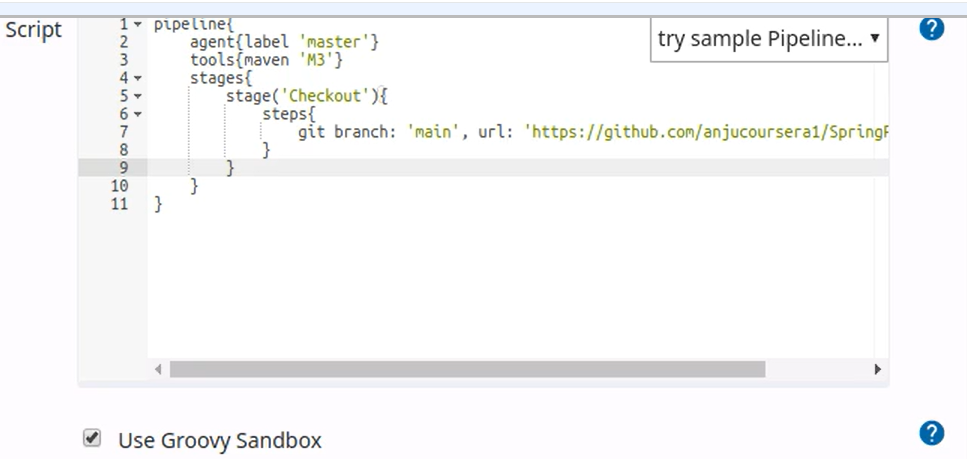 Script
1 pipeline{
try sample Pipeline...
2 agent{label 'master'}
3 tools{maven 'M3'}
4 stages{
5 stage('Checkout'){
6 steps{
7 git branch: 'main', url: 'https://github.com/anjucoursera1/Spring
8 }
9 }
10 }
11 }
Use Groovy Sandbox